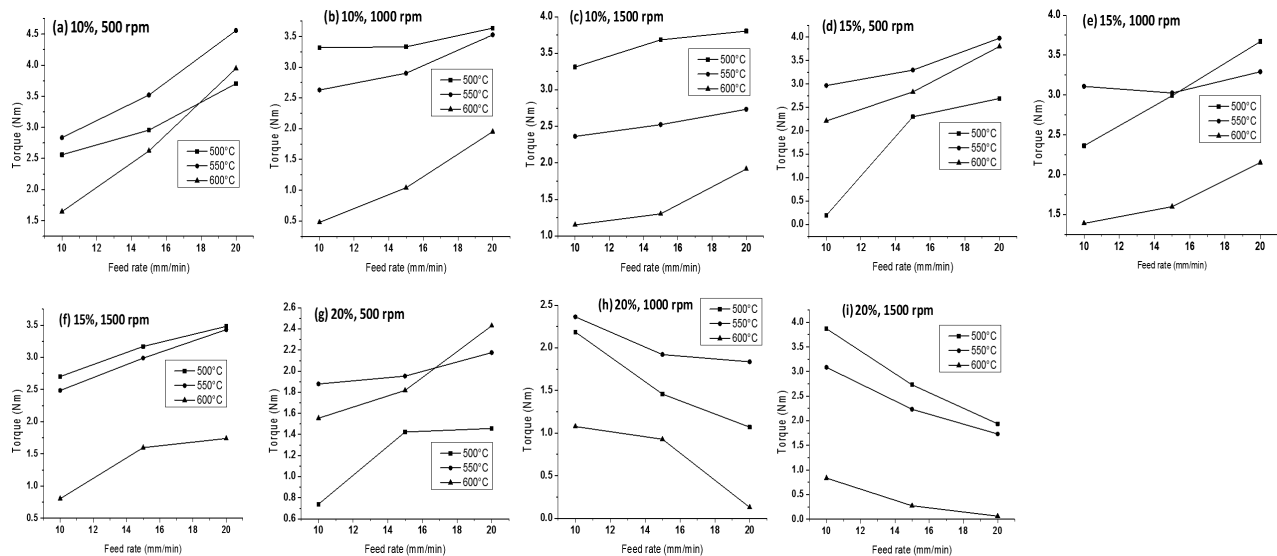 (a) 10%, 500 rpm
4.5
4.0
3.5
3.0
2.5
2.0
1.5
Torque (Nm)
500°C
550°C
600°C
10 12 14 16 18 20
Feed rate (mm/min)
(b) 10%, 1000 rpm
3.5
3.0
2.5
2.0
1.5
1.0
0.5
Torque (Nm)
500°C
550°C
600°C
10 12 14 16 18 20
Feed rate (mm/min)
(c) 10%, 1500 rpm
4.0
3.5
3.0
2.5
2.0
1.5
1.0
Torque (Nm)
500°C
550°C
600°C
10 12 14 16 18 20
Feed rate (mm/min)
(d) 15%, 500 rpm
4.5
4.0
3.5
3.0
2.5
2.0
1.5
1.0
0.5
0.0
Torque (Nm)
500°C
550°C
600°C
10 12 14 16 18 20
Feed rate (mm/min)
(e) 15%, 1000 rpm
4.0
3.5
3.0
2.5
2.0
1.5
Torque (Nm)
500°C
550°C
600°C
10 12 14 16 18 20
Feed rate (mm/min)
(f) 15%, 1500 rpm
3.5
3.0
2.5
2.0
1.5
1.0
0.5
Torque (Nm)
500°C
550°C
600°C
10 12 14 16 18 20
Feed rate (mm/min)
(g) 20%, 500 rpm
2.6
2.4
2.2
2.0
1.8
1.6
1.4
1.2
1.0
0.8
0.6
Torque (Nm)
500°C
550°C
600°C
10 12 14 16 18 20
Feed rate (mm/min)
(h) 20%, 1000 rpm
2.5
2.0
1.5
1.0
0.5
0.0
Torque (Nm)
500°C
550°C
600°C
10 12 14 16 18 20
Feed rate (mm/min)
(i) 20%, 1500 rpm
4.0
3.5
3.0
2.5
2.0
1.5
1.0
0.5
0.0
Torque (Nm)
500°C
550°C
600°C
10 12 14 16 18 20
Feed rate (mm/min)